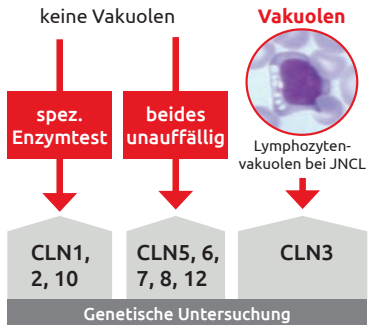 keine Vakuolen
Vakuolen
spez.
Enzymtest
beides
unauffällig
Lymphozyten-
vakuolen bei JNCL
CLN1,
2, 10
CLN5, 6,
7, 8, 12
CLN3
Genetische Untersuchung